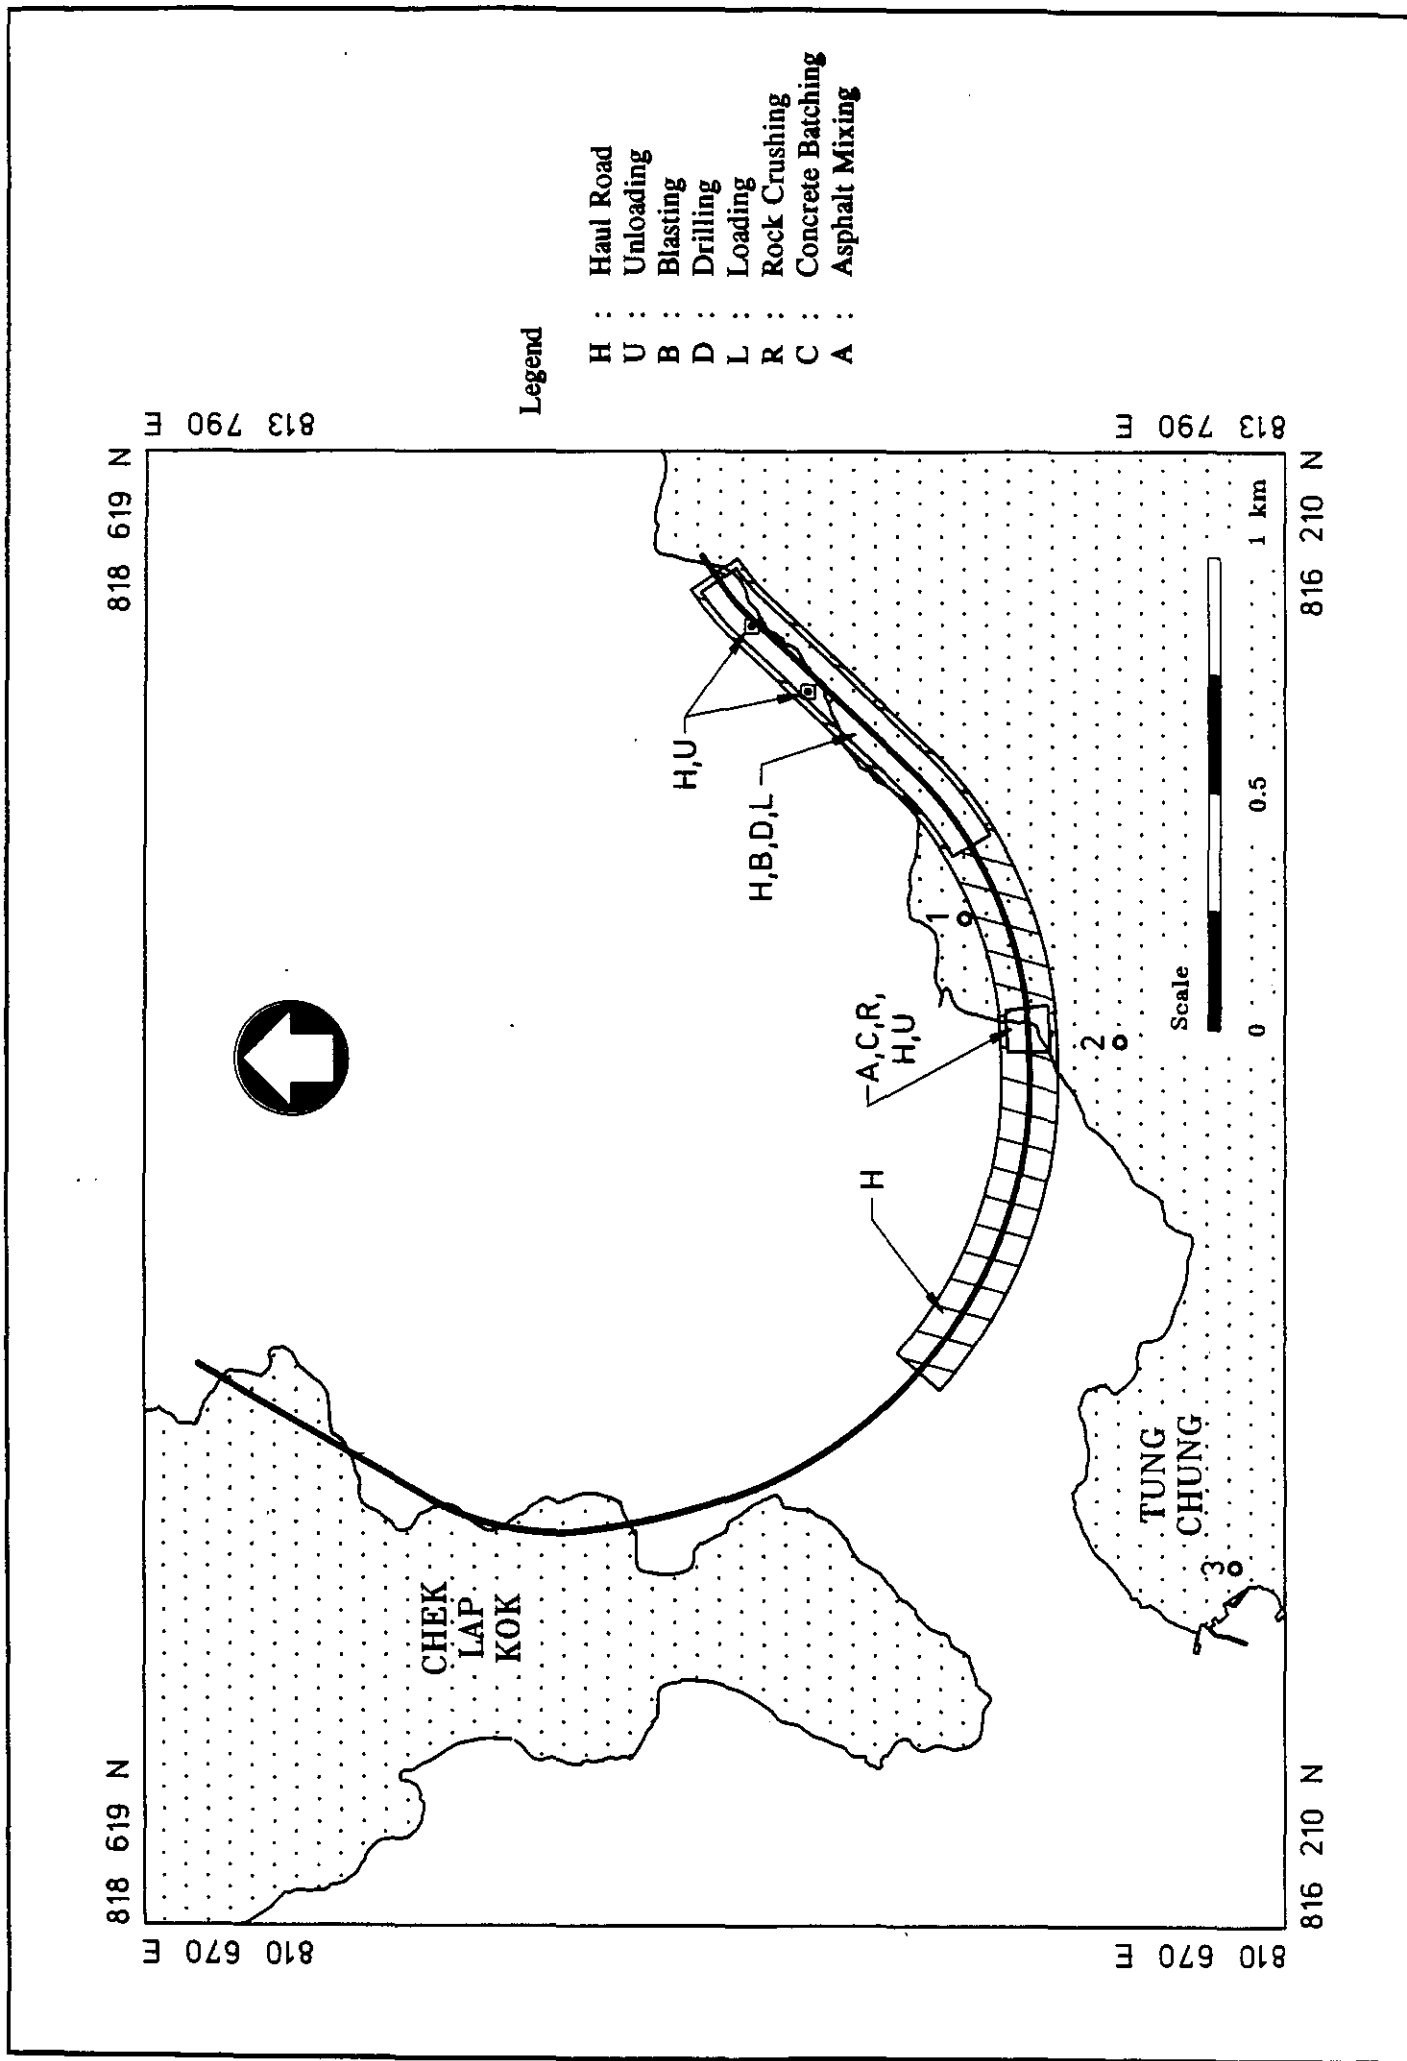 818 619 N
818 619 N
810 670 E
813 790 E
CHEK
LAP
KOK
H,U
H,B,D,L
1
A,C,R,
H,U
H
2
3
TUNG
CHUNG
Scale
0
0.5
1 km
810 670 E
813 790 E
816 210 N
816 210 N
Legend
H : Haul Road
U : Unloading
B : Blasting
D : Drilling
L : Loading
R : Rock Crushing
C : Concrete Batching
A : Asphalt Mixing